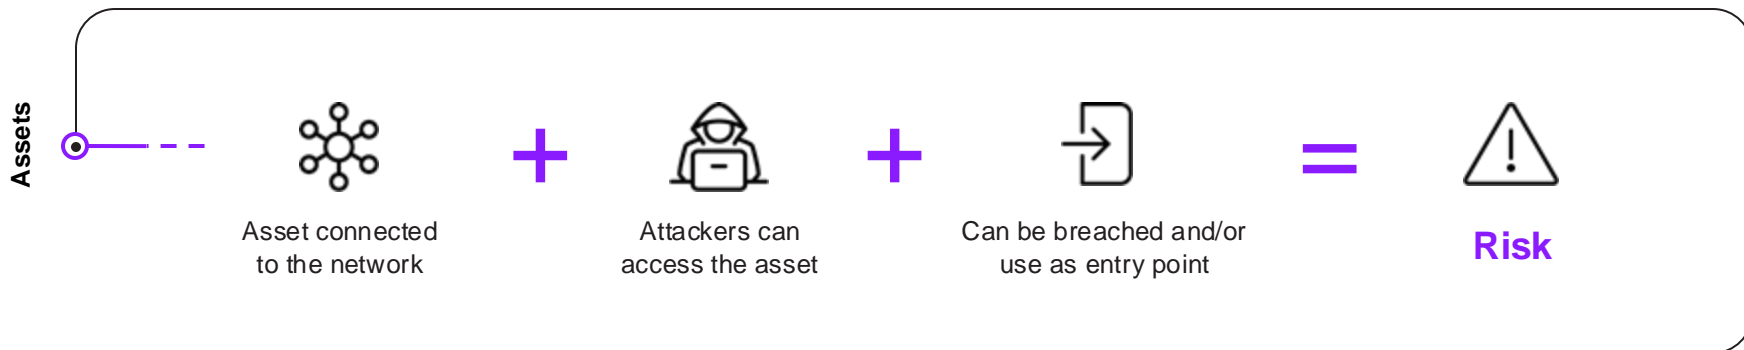 Assets
Asset connected
to the network
+
Attackers can
access the asset
+
Can be breached and/or
use as entry point
=
Risk